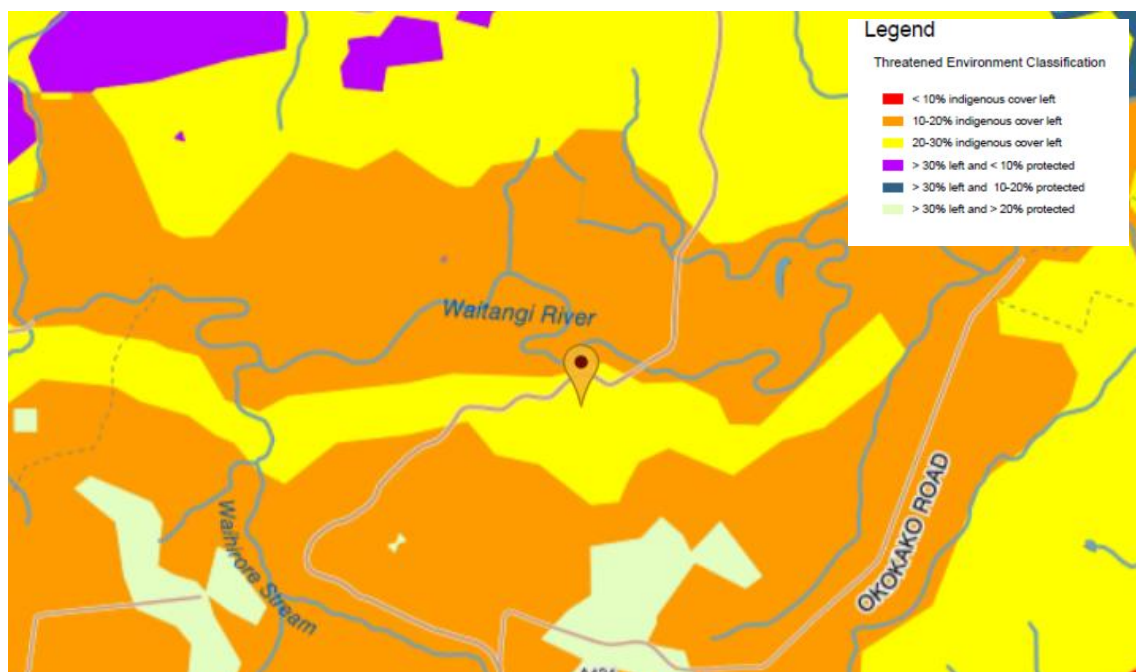 Legend
Threatened Environment Classification
< 10% indigenous cover left
10-20% indigenous cover left
20-30% indigenous cover left
> 30% left and < 10% protected
> 30% left and 10-20% protected
> 30% left and > 20% protected
Waitangi River
OKOKAKO ROAD
Waihirore Stream